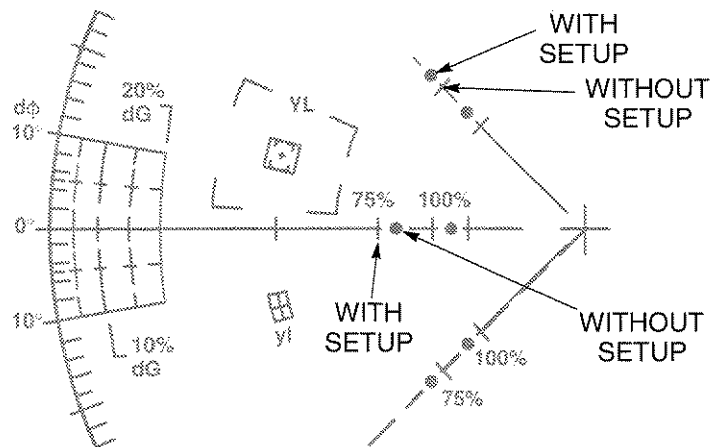 WITH
SETUP
WITHOUT
SETUP
20%
dG
YL
dφ
10°
75%
100%
0°
WITH
SETUP
WITHOUT
SETUP
10°
10%
dG
yl
100%
75%